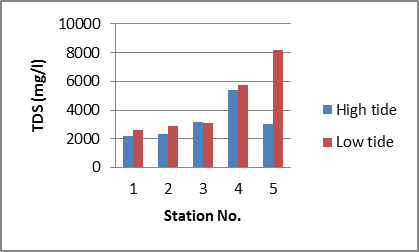 10000
8000
6000
4000
2000
0
TDS (mg/l)
1 2 3 4 5
Station No.
High tide
Low tide